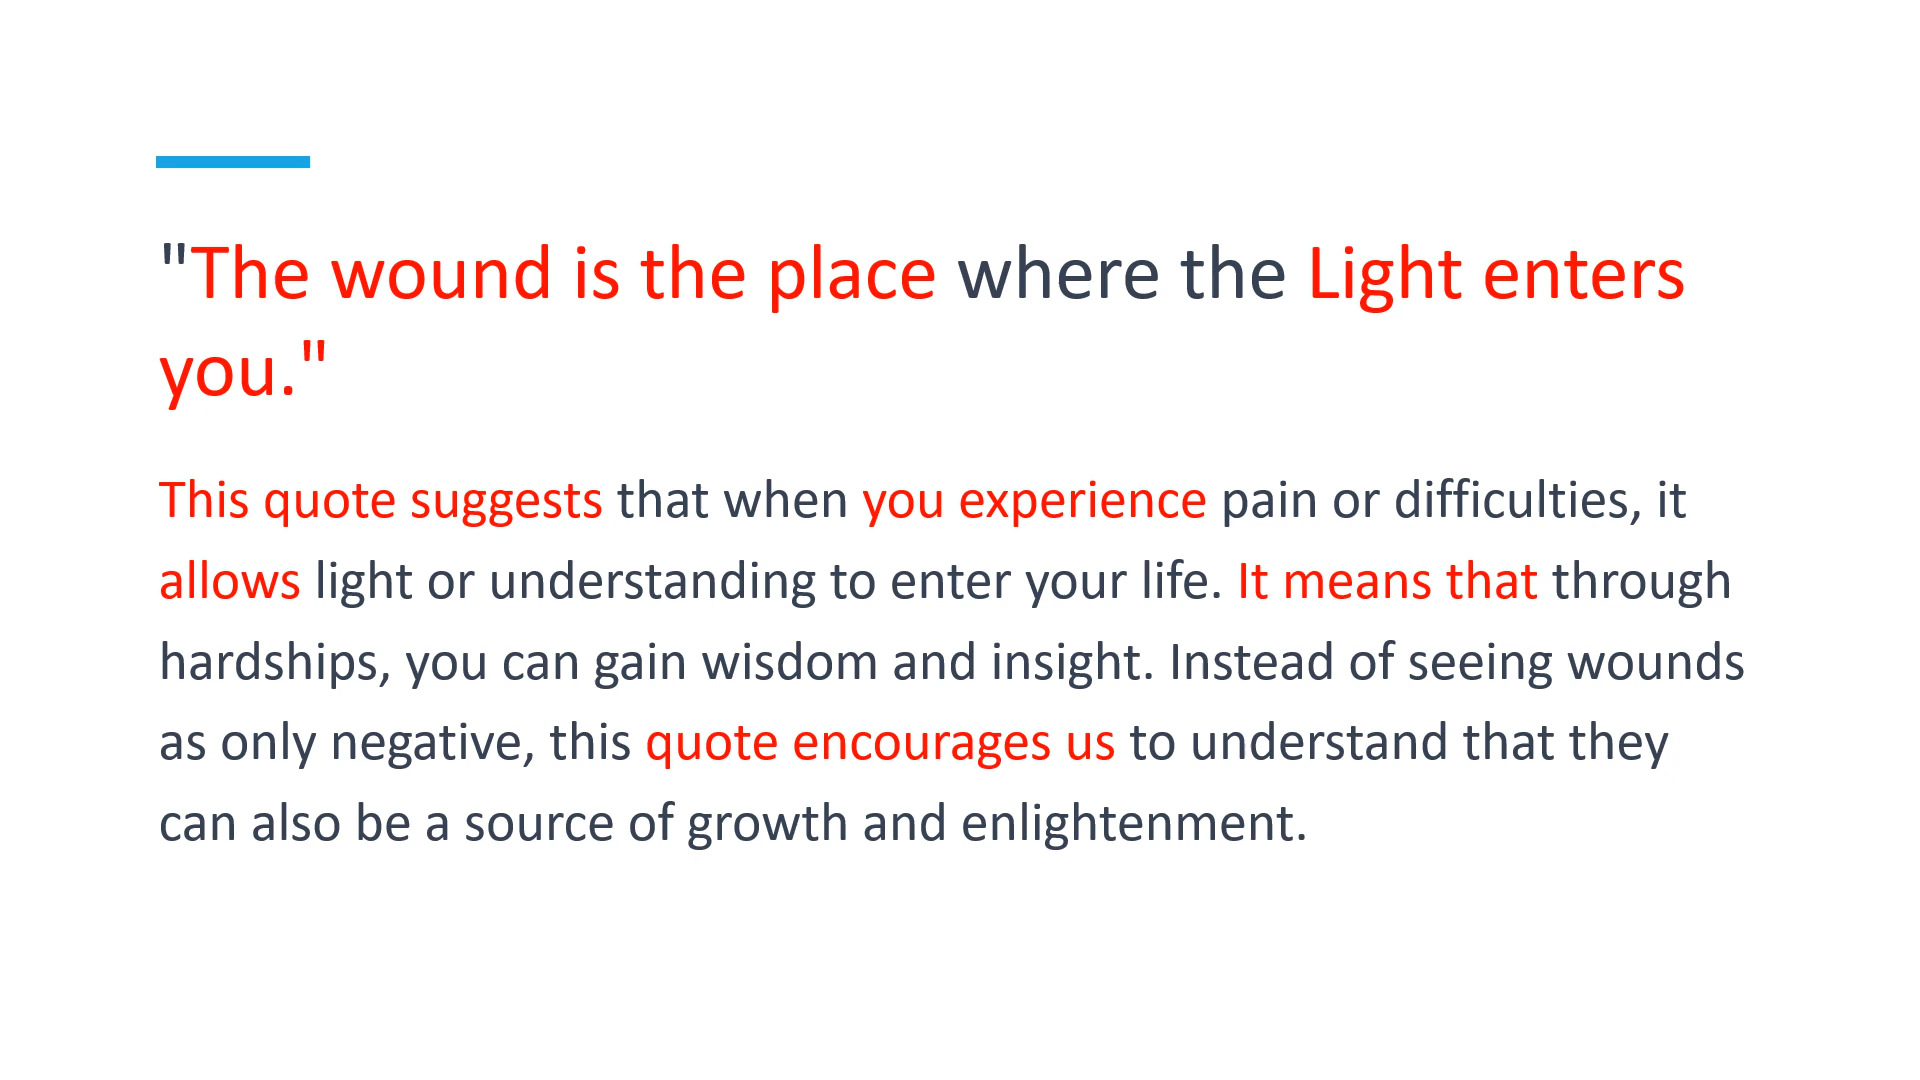 "The wound is the place where the Light enters
you."
This quote suggests that when you experience pain or difficulties, it
allows light or understanding to enter your life. It means that through
hardships, you can gain wisdom and insight. Instead of seeing wounds
as only negative, this quote encourages us to understand that they
can also be a source of growth and enlightenment.